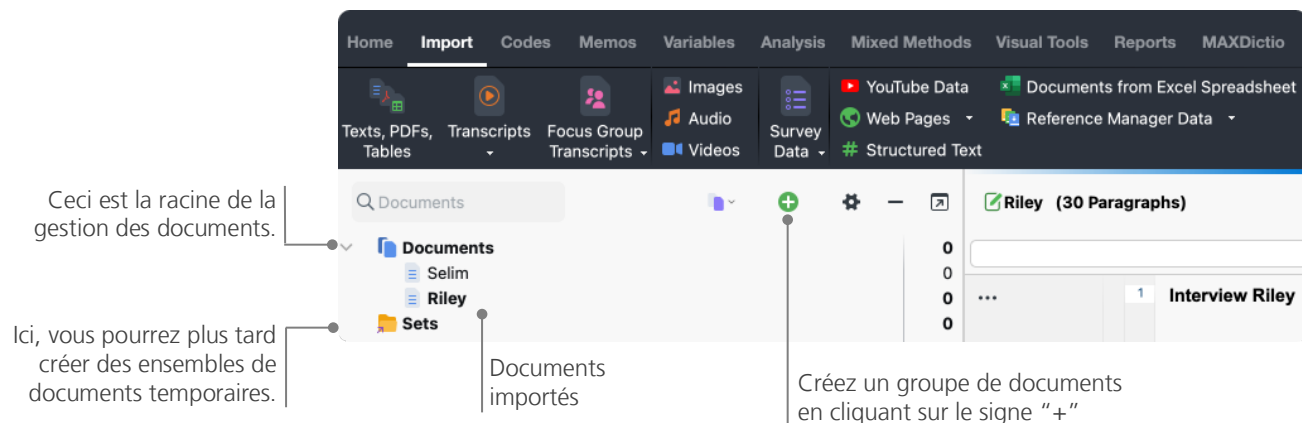 Home Import Codes Memos Variables Analysis Mixed Methods Visual Tools Reports MAXDictio
Texts, PDFs,
Tables
Transcripts
Focus Group
Transcripts
Images
Audio
Videos
Survey
Data
YouTube Data
Web Pages
# Structured Text
Documents from Excel Spreadsheet
Reference Manager Data
Ceci est la racine de la
gestion des documents.
Documents
Riley (30 Paragraphs)
Documents 0
Selim 0
Riley 0
Sets 0
... 1 Interview Riley
Ici, vous pourrez plus tard
créer des ensembles de
documents temporaires.
Documents
importés
Créez un groupe de documents
en cliquant sur le signe “+”